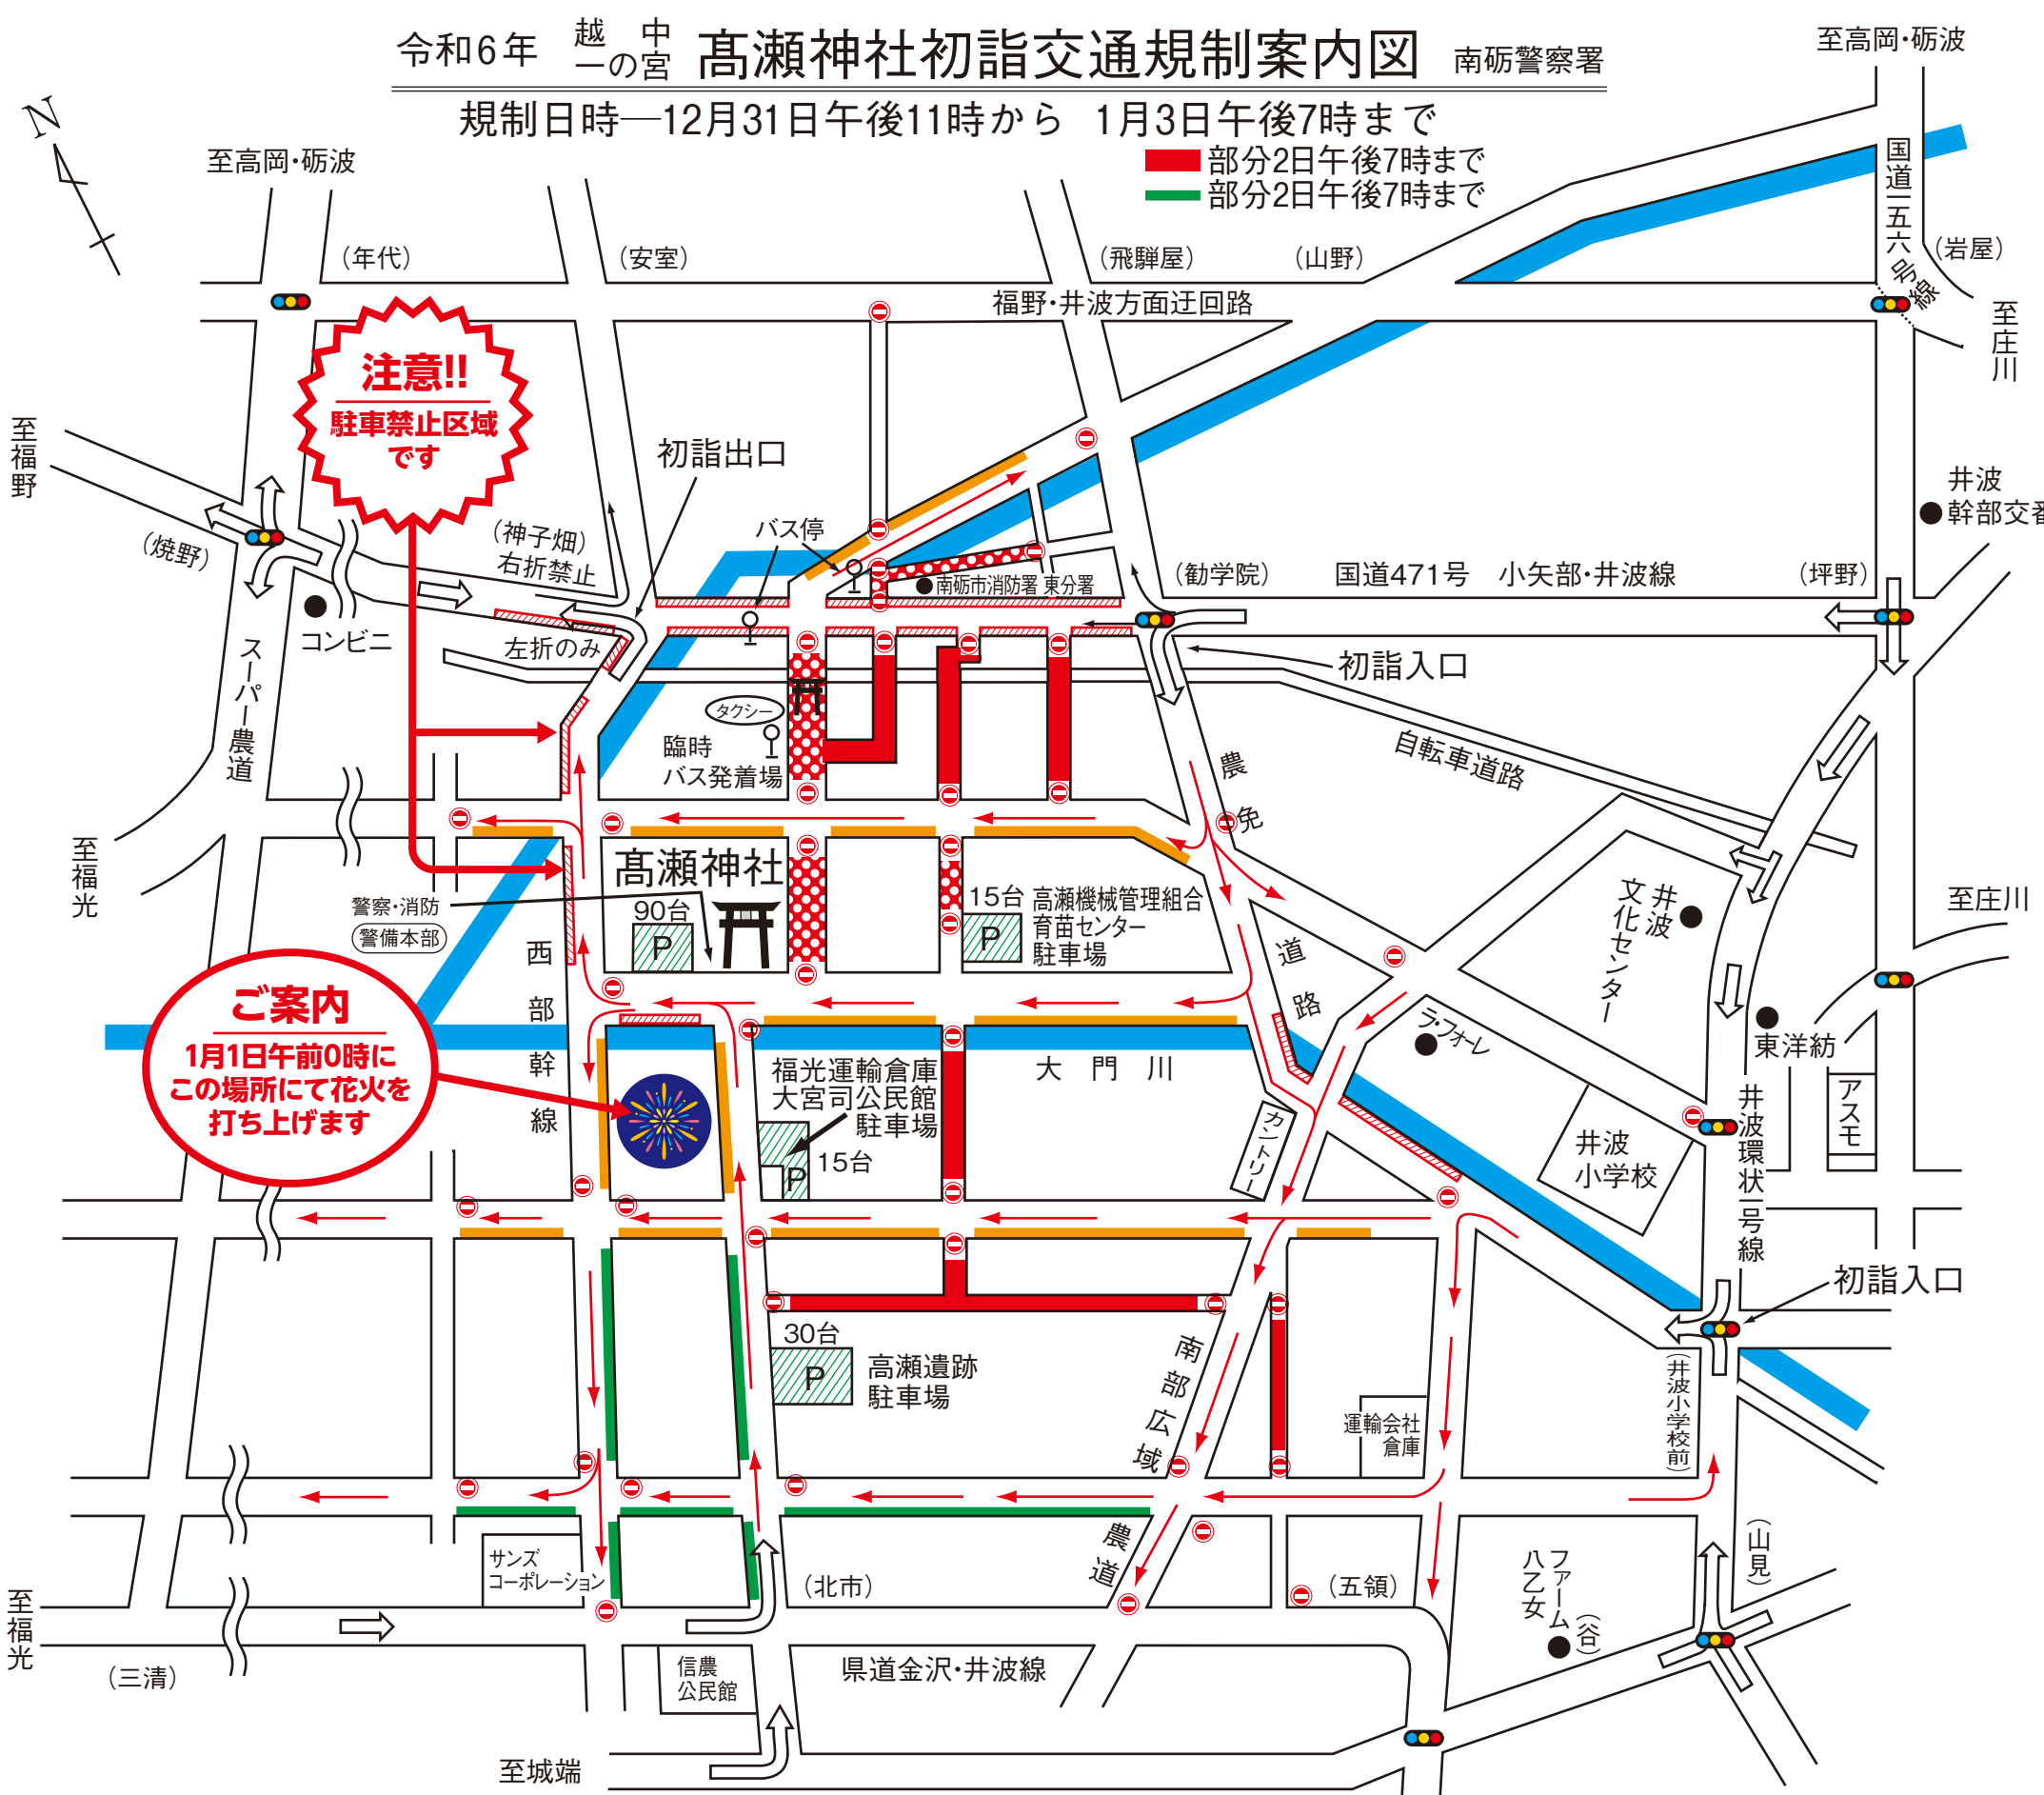 令和6年
越中
一の宮
髙瀬神社初詣交通規制案内図
南砺警察署
規制日時―12月31日午後11時から 1月3日午後7時まで
部分2日午後7時まで
部分2日午後7時まで
N
至高岡・砺波
至高岡・砺波
国道一五六号線
(年代)
(安室)
(飛騨屋)
(山野)
(岩屋)
福野・井波方面迂回路
至庄川
注意!!
駐車禁止区域
です
至福野
初詣出口
井波
幹部交番
(焼野)
(神子畑)
右折禁止
バス停
南砺市消防署 東分署
(勧学院)
国道471号 小矢部・井波線
(坪野)
コンビニ
左折のみ
初詣入口
スーパー農道
タクシー
臨時
バス発着場
自転車道路
農免道路
至福光
髙瀬神社
警察・消防
警備本部
90台
P
15台
P
高瀬機械管理組合
育苗センター
駐車場
井波
文化センター
至庄川
西部幹線
ご案内
1月1日午前0時に
この場所にて花火を
打ち上げます
ラ・フォーレ
東洋紡
福光運輸倉庫
大宮司公民館
駐車場
15台
P
大門川
カントリー
井波
小学校
井波環状一号線
アスモ
初詣入口
30台
P
高瀬遺跡
駐車場
南部広域農道
運輸会社
倉庫
(井波小学校前)
サンズ
コーポレーション
(北市)
(五領)
ファーム
八乙女
(谷)
(山見)
至福光
(三清)
信農
公民館
県道金沢・井波線
至城端